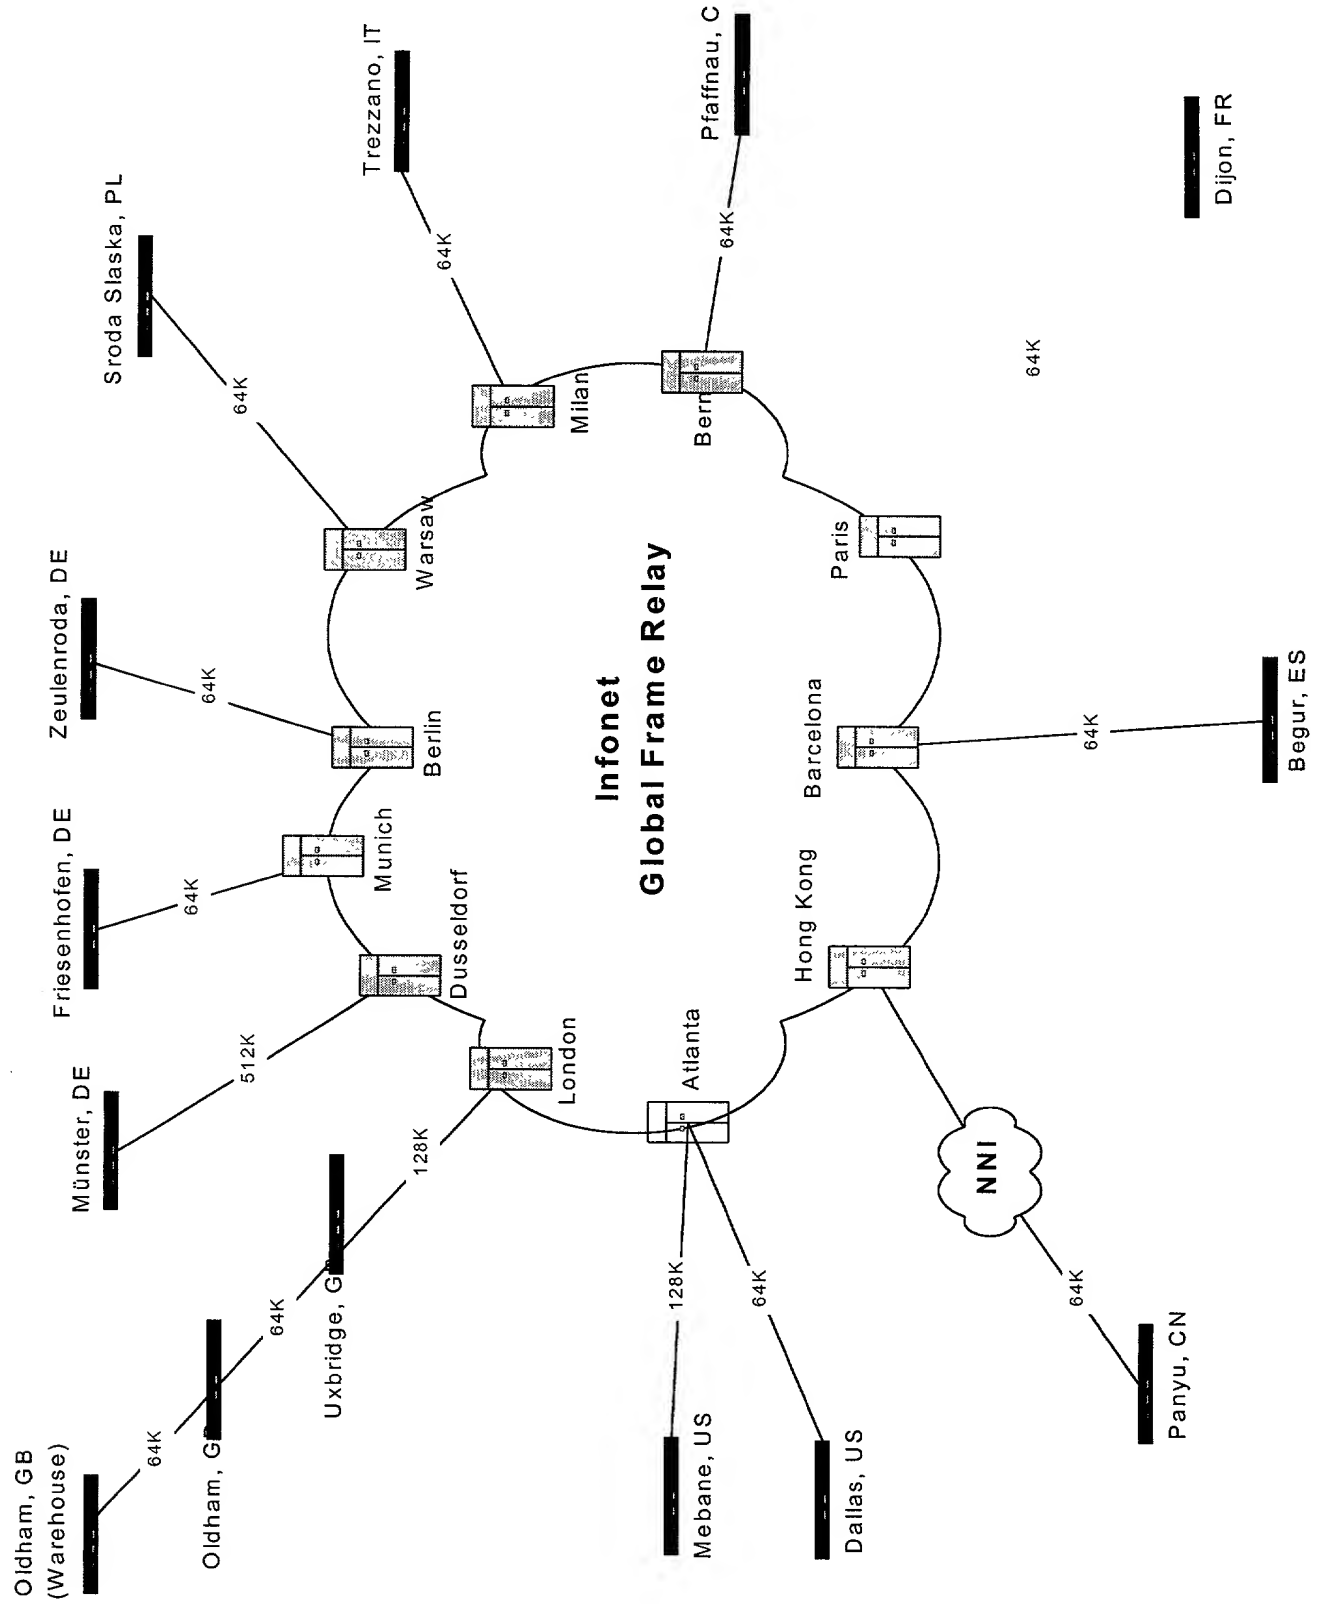 Oldham, GB
(Warehouse)
64K
Oldham, G
64K
Uxbridge, G
128K
London
Münster, DE
512K
Dusseldorf
Friesenhofen, DE
64K
Munich
Zeulenroda, DE
64K
Berlin
Sroda Slaska, PL
64K
Warsaw
Trezzano, IT
64K
Milan
Pfaffnau, C
64K
Bern
Infonet
Global Frame Relay
Mebane, US
128K
Dallas, US
64K
Atlanta
Panyu, CN
64K
NNI
Hong Kong
Begur, ES
64K
Barcelona
Paris
64K
Dijon, FR